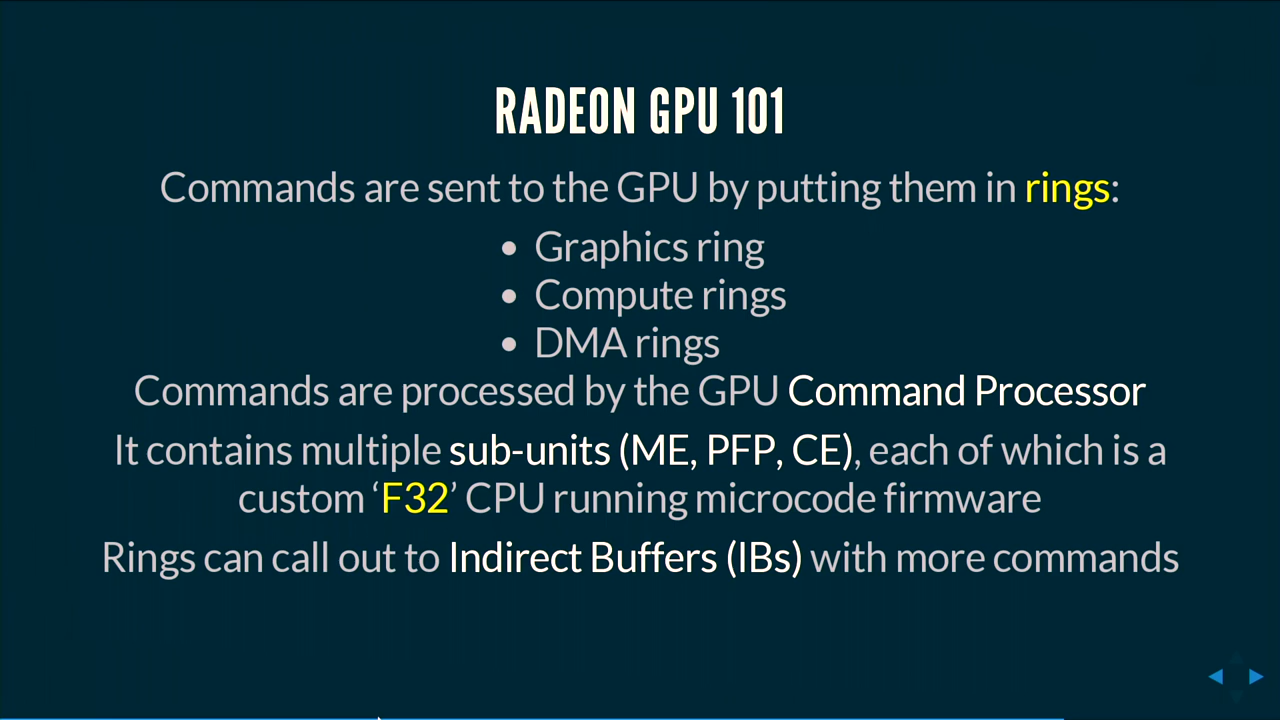 RADEON GPU 101
Commands are sent to the GPU by putting them in rings:
• Graphics ring
• Compute rings
• DMA rings
Commands are processed by the GPU Command Processor
It contains multiple sub-units (ME, PFP, CE), each of which is a
custom ‘F32’ CPU running microcode firmware
Rings can call out to Indirect Buffers (IBs) with more commands